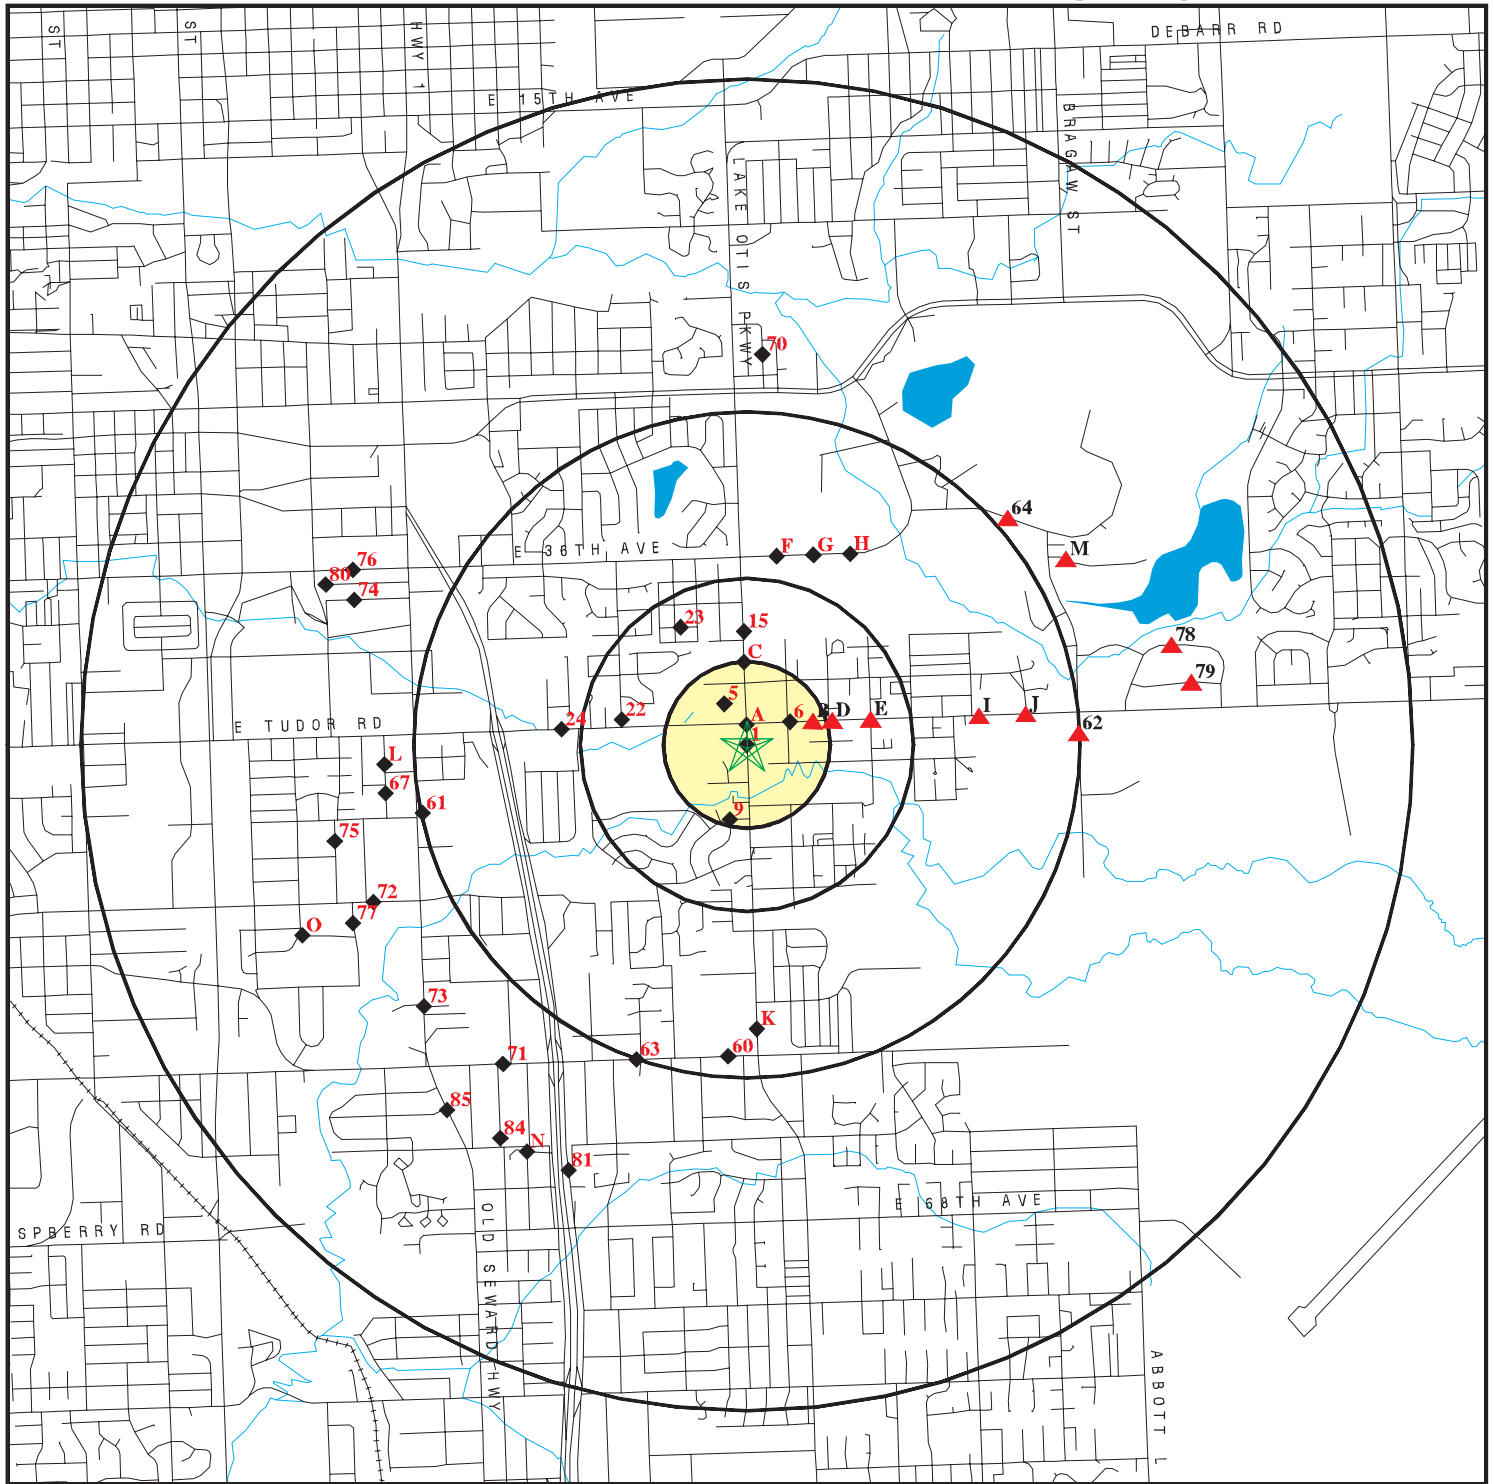 DEBARR RD
ST
ST
HWY 1
E 15TH AVE
BRAGAW ST
LAKE OTIS PKWY
70
64
E 36TH AVE
F
G
H
M
76
80
74
23
15
78
C
79
5
A
6
D
E
I
J
22
24
E TUDOR RD
62
1
L
67
61
9
75
72
77
O
73
K
60
63
71
85
84
N
81
E 68TH AVE
SPBERRY RD
OLD SEWARD HWY
ABBOTT L